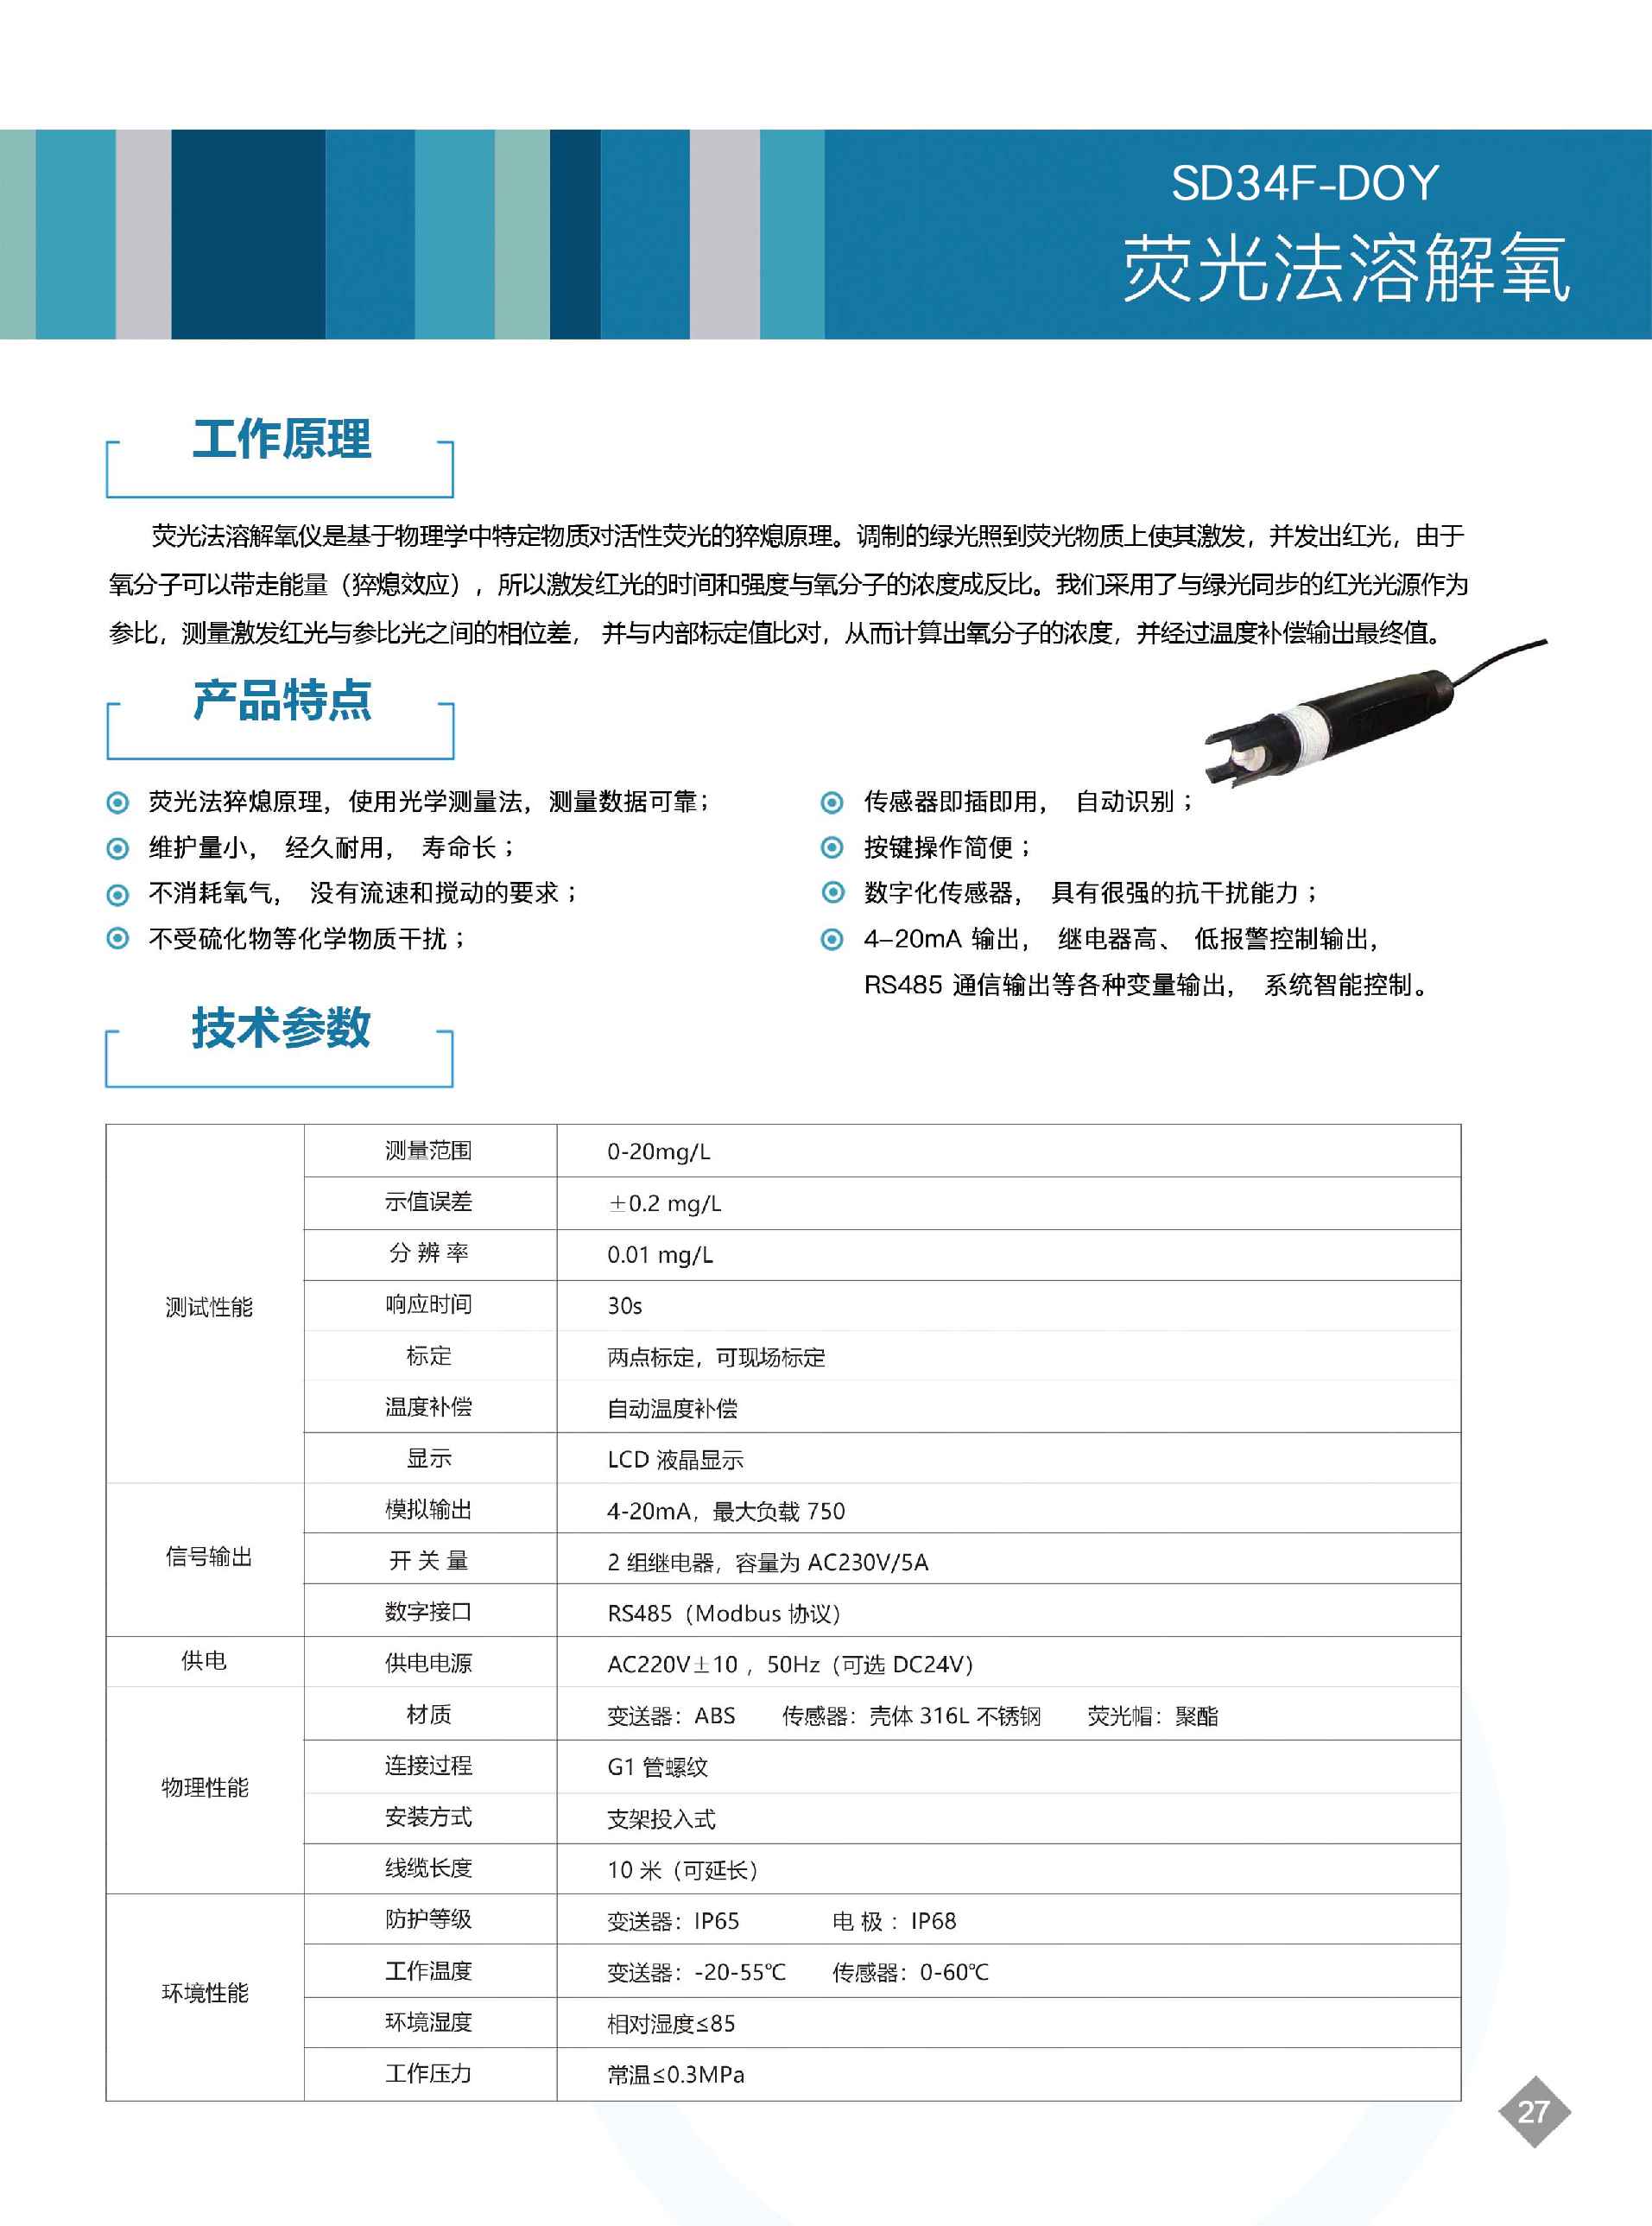 SD34F-DOY
荧光法溶解氧
工作原理
荧光法溶解氧仪是基于物理学中特定物质对活性荧光的猝熄原理。调制的绿光照到荧光物质上使其激发，并发出红光，由于
氧分子可以带走能量（猝熄效应），所以激发红光的时间和强度与氧分子的浓度成反比。我们采用了与绿光同步的红光光源作为
参比，测量激发红光与参比光之间的相位差， 并与内部标定值比对，从而计算出氧分子的浓度，并经过温度补偿输出最终值。
产品特点
荧光法猝熄原理，使用光学测量法，测量数据可靠；
维护量小， 经久耐用， 寿命长；
不消耗氧气， 没有流速和搅动的要求；
不受硫化物等化学物质干扰；
传感器即插即用， 自动识别；
按键操作简便；
数字化传感器， 具有很强的抗干扰能力；
4-20mA 输出， 继电器高、 低报警控制输出，
RS485 通信输出等各种变量输出， 系统智能控制。
技术参数
测试性能
测量范围 0-20mg/L
示值误差 ±0.2 mg/L
分 辨 率 0.01 mg/L
响应时间 30s
标定 两点标定，可现场标定
温度补偿 自动温度补偿
显示 LCD 液晶显示
信号输出
模拟输出 4-20mA，最大负载 750
开 关 量 2 组继电器，容量为 AC230V/5A
数字接口 RS485（Modbus 协议）
供电
供电电源 AC220V±10 ，50Hz（可选 DC24V）
物理性能
材质 变送器：ABS 传感器：壳体 316L 不锈钢 荧光帽：聚酯
连接过程 G1 管螺纹
安装方式 支架投入式
线缆长度 10 米（可延长）
环境性能
防护等级 变送器：IP65 电 极 ：IP68
工作温度 变送器：-20-55℃ 传感器：0-60℃
环境湿度 相对湿度≤85
工作压力 常温≤0.3MPa
27